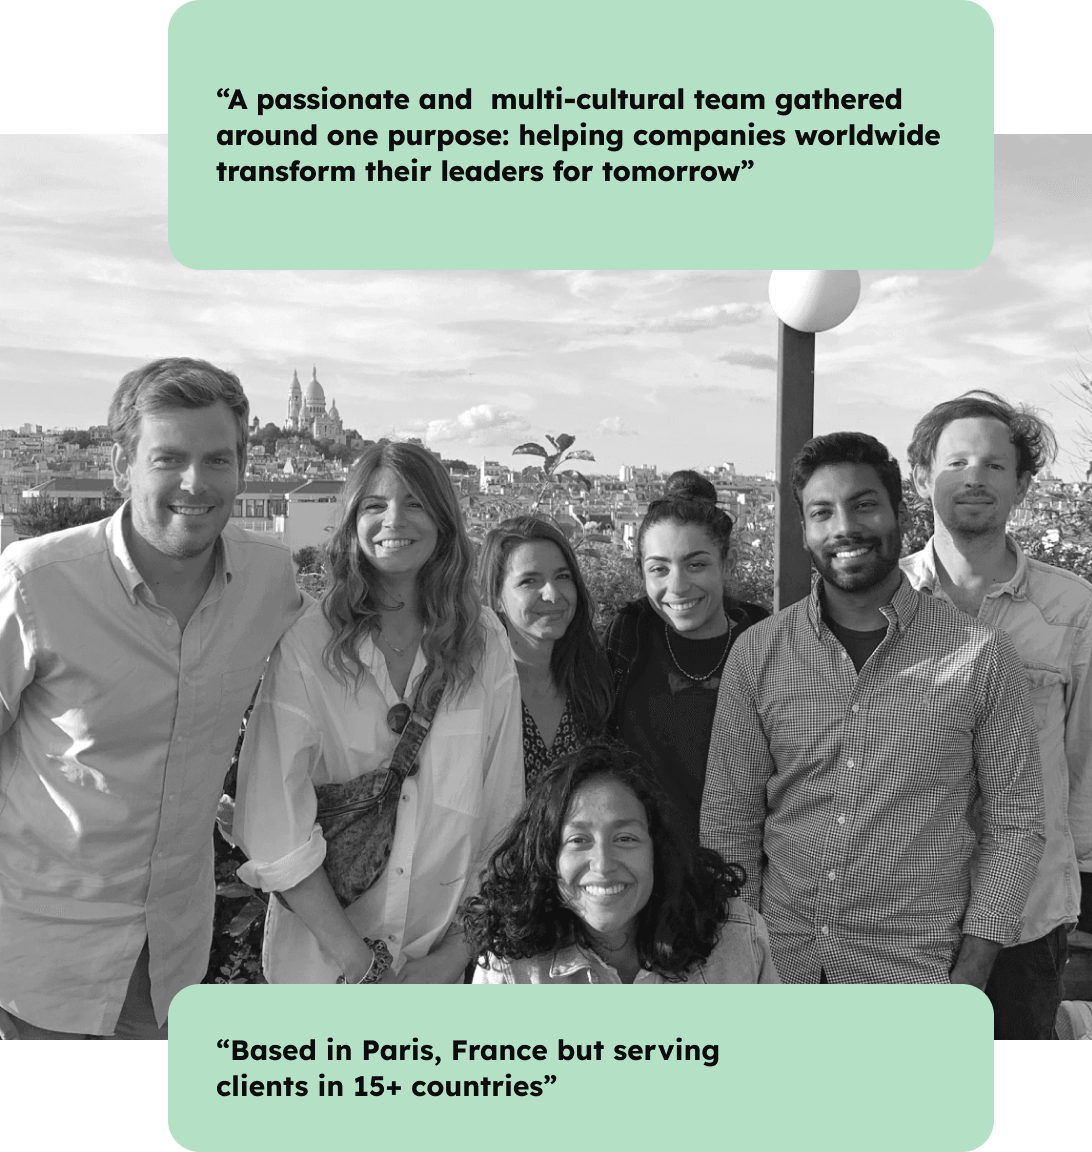 “A passionate and  multi-cultural team gathered
around one purpose: helping companies worldwide
transform their leaders for tomorrow”
“Based in Paris, France but serving
clients in 15+ countries”